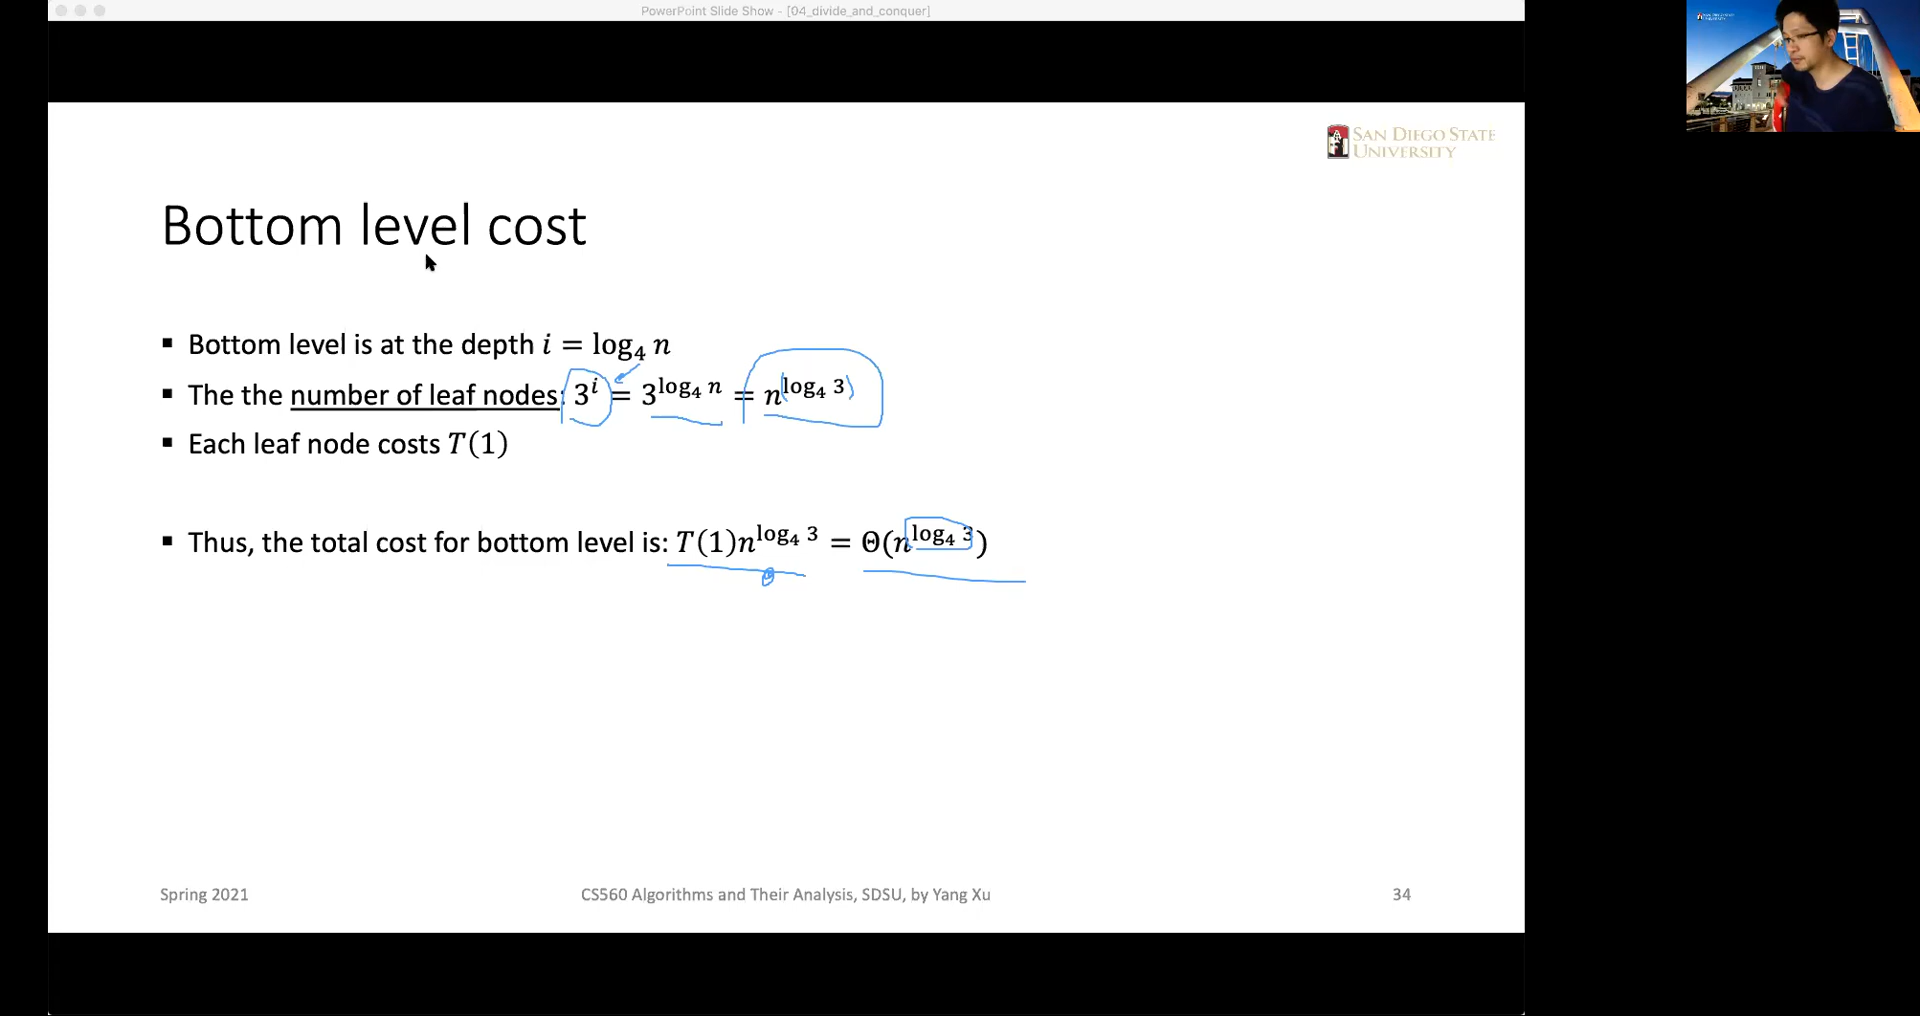 PowerPoint Slide Show - [04_divide_and_conquer]
SAN DIEGO STATE
UNIVERSITY
Bottom level cost
▪ Bottom level is at the depth i = log₄ n
▪ The the number of leaf nodes: 3^i = 3^(log₄ n) = n^(log₄ 3)
▪ Each leaf node costs T(1)
▪ Thus, the total cost for bottom level is: T(1)n^(log₄ 3) = Θ(n^(log₄ 3))
Spring 2021
CS560 Algorithms and Their Analysis, SDSU, by Yang Xu
34